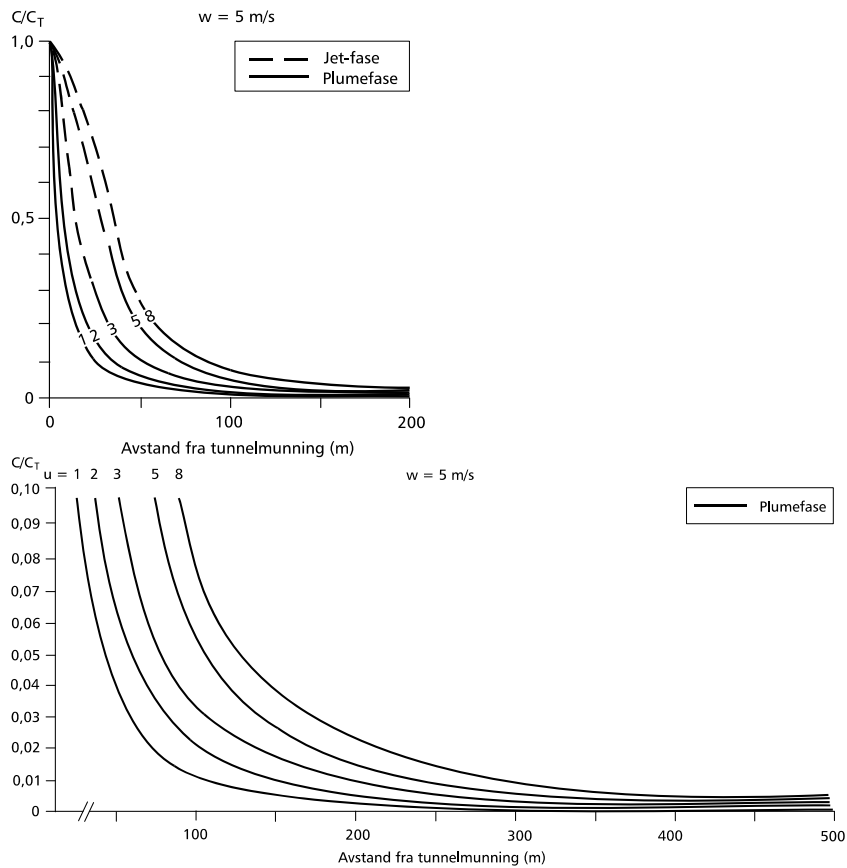 C/CT
w = 5 m/s
Jet-fase
Plumefase
1,0
0,5
0
1 2 3 5 8
0 100 200
Avstand fra tunnelmunning (m)
C/CT u = 1 2 3 5 8
w = 5 m/s
Plumefase
0,10
0,09
0,08
0,07
0,06
0,05
0,04
0,03
0,02
0,01
0
100 200 300 400 500
Avstand fra tunnelmunning (m)